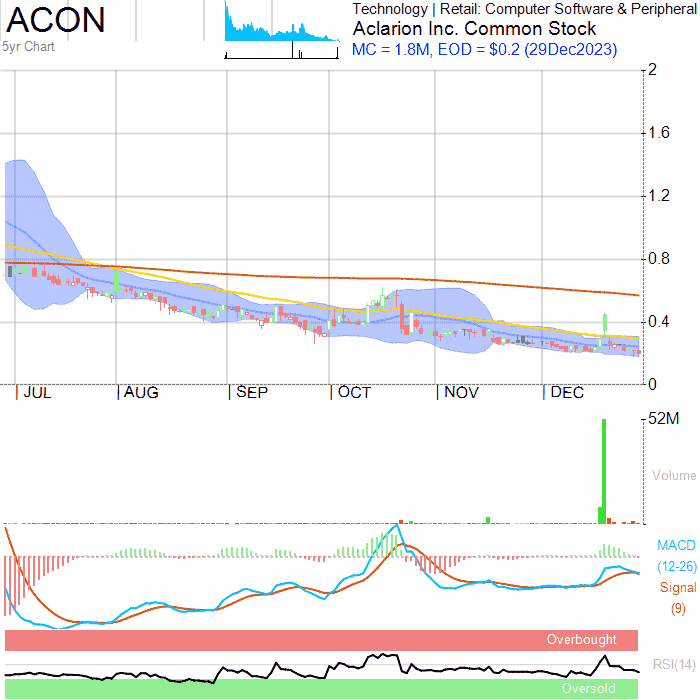 ACON
5yr Chart
Technology | Retail: Computer Software & Peripheral
Aclarion Inc. Common Stock
MC = 1.8M, EOD = $0.2 (29Dec2023)
2
1.6
1.2
0.8
0.4
0
JUL AUG SEP OCT NOV DEC
52M
Volume
MACD
(12-26)
Signal
(9)
Overbought
RSI(14)
Oversold